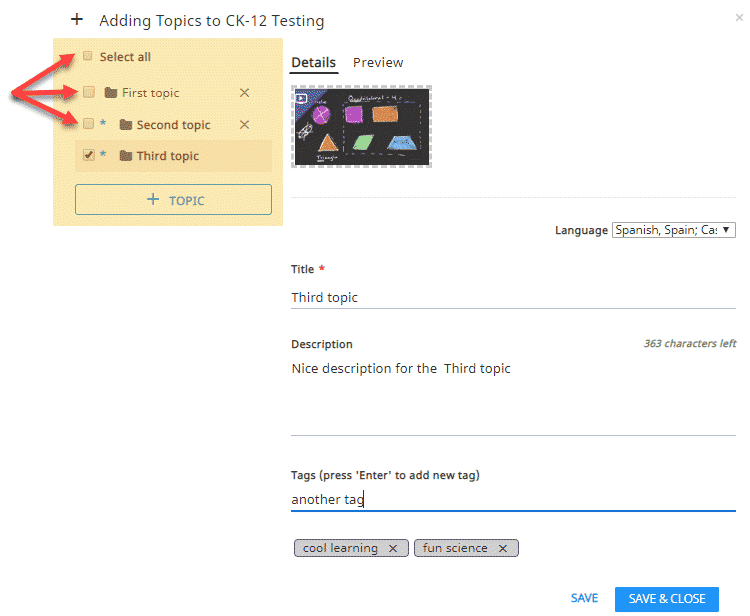 + Adding Topics to CK-12 Testing
×
Select all
First topic ×
* Second topic ×
* Third topic
+ TOPIC
Details Preview
Quadrilateral
Triangle
Language Spanish, Spain; Cas
Title *
Third topic
Description 363 characters left
Nice description for the Third topic
Tags (press 'Enter' to add new tag)
another tag
cool learning × fun science ×
SAVE SAVE & CLOSE